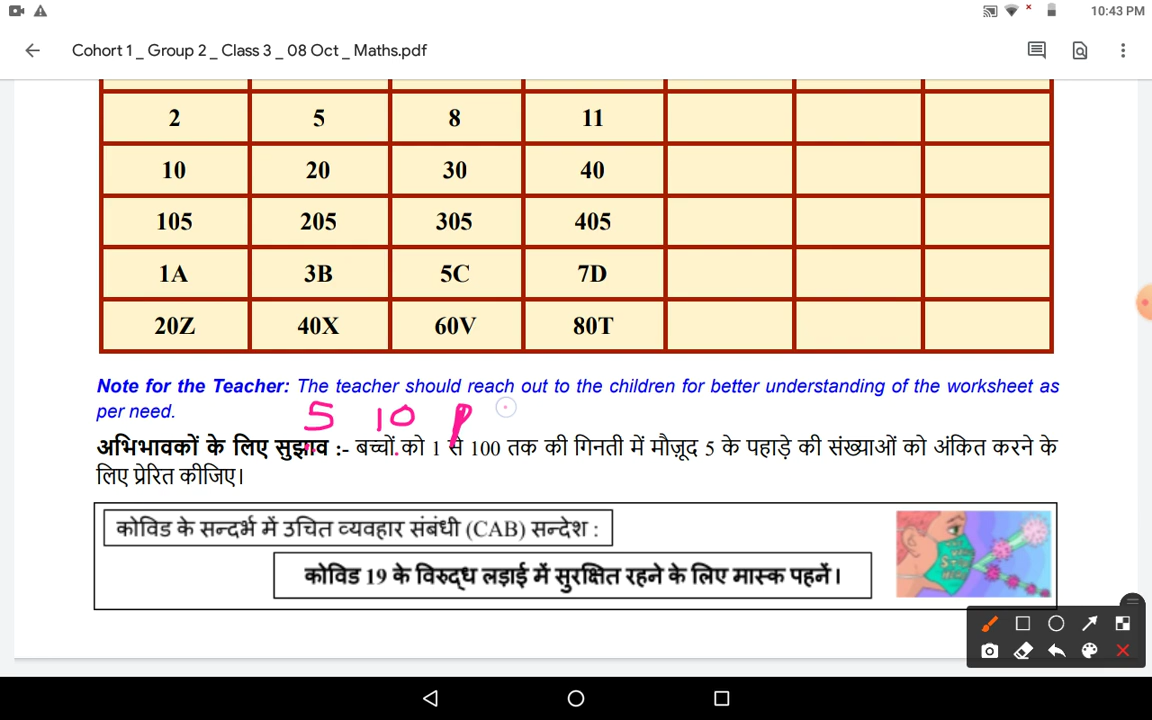 10:43 PM
Cohort 1 _ Group 2 _ Class 3 _ 08 Oct _ Maths.pdf
2 5 8 11
10 20 30 40
105 205 305 405
1A 3B 5C 7D
20Z 40X 60V 80T
Note for the Teacher: The teacher should reach out to the children for better understanding of the worksheet as
per need.
5 10
अभिभावकों के लिए सुझाव :- बच्चों को 1 से 100 तक की गिनती में मौज़ूद 5 के पहाड़े की संख्याओं को अंकित करने के
लिए प्रेरित कीजिए।
कोविड के सन्दर्भ में उचित व्यवहार संबंधी (CAB) सन्देश :
कोविड 19 के विरुद्ध लड़ाई में सुरक्षित रहने के लिए मास्क पहनें।